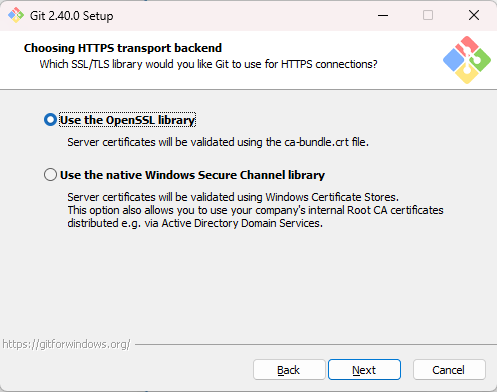 Git 2.40.0 Setup
Choosing HTTPS transport backend
Which SSL/TLS library would you like Git to use for HTTPS connections?
Use the OpenSSL library
Server certificates will be validated using the ca-bundle.crt file.
Use the native Windows Secure Channel library
Server certificates will be validated using Windows Certificate Stores.
This option also allows you to use your company's internal Root CA certificates
distributed e.g. via Active Directory Domain Services.
https://gitforwindows.org/
Back Next Cancel